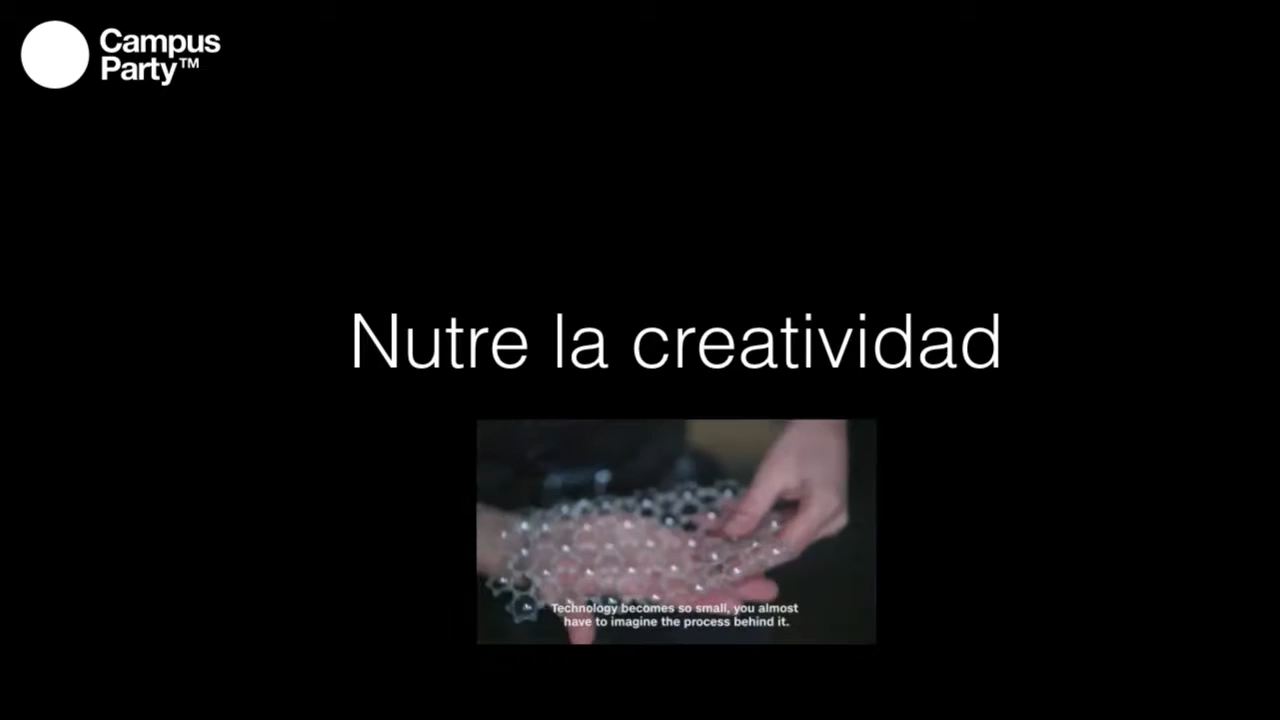 Campus
Party™
Nutre la creatividad
Technology becomes so small, you almost
have to imagine the process behind it.